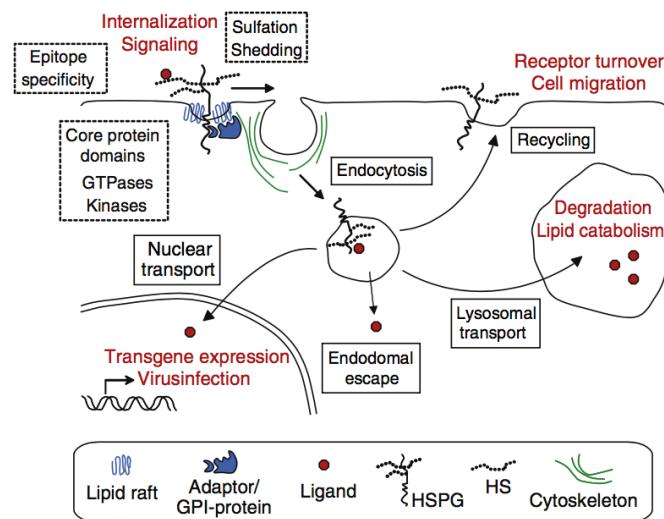 Internalization
Signaling
Sulfation
Shedding
Epitope
specificity
Receptor turnover
Cell migration
Core protein
domains
GTPases
Kinases
Recycling
Endocytosis
Degradation
Lipid catabolism
Nuclear
transport
Lysosomal
transport
Endodomal
escape
Transgene expression
Virusinfection
Lipid raft
Adaptor/
GPI-protein
Ligand
HSPG
HS
Cytoskeleton